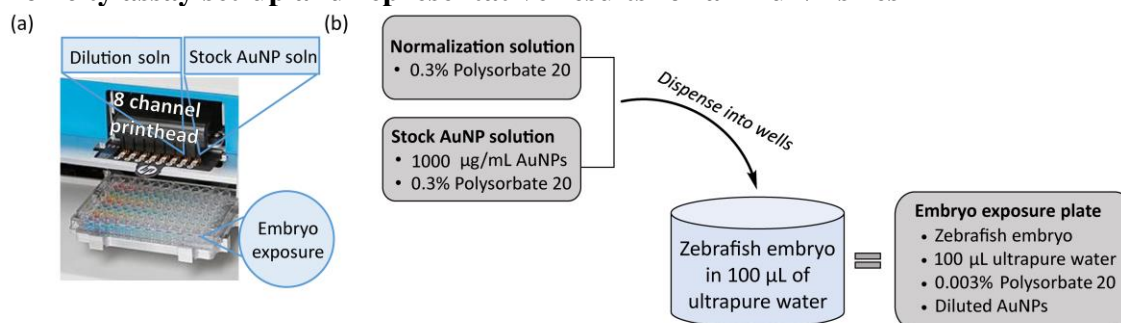 (a)
(b)
Dilution soln
Stock AuNP soln
8 channel
printhead
Embryo
exposure
Normalization solution
• 0.3% Polysorbate 20
Stock AuNP solution
• 1000 µg/mL AuNPs
• 0.3% Polysorbate 20
Dispense into wells
Zebrafish embryo
in 100 µL of
ultrapure water
Embryo exposure plate
• Zebrafish embryo
• 100 µL ultrapure water
• 0.003% Polysorbate 20
• Diluted AuNPs